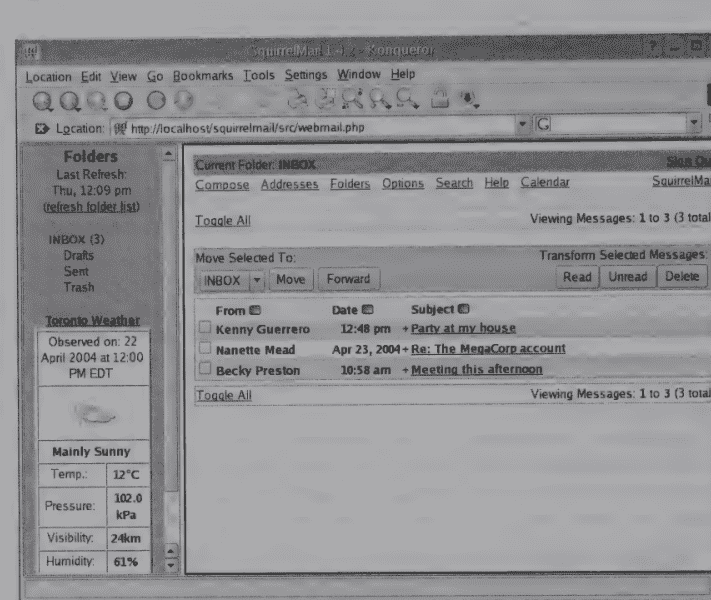 SquirrelMail 1.4.2 - Konqueror
Location Edit View Go Bookmarks Tools Settings Window Help
Location: http://localhost/squirrelmail/src/webmail.php
G
Folders
Last Refresh:
Thu, 12:09 pm
(refresh folder list)
INBOX (3)
Drafts
Sent
Trash
Toronto Weather
Observed on: 22
April 2004 at 12:00
PM EDT
Mainly Sunny
Temp.: 12°C
Pressure: 102.0
kPa
Visibility: 24km
Humidity: 61%
Current Folder: INBOX
Sign Ou
Compose Addresses Folders Options Search Help Calendar
SquirrelMai
Toggle All
Viewing Messages: 1 to 3 (3 total
Move Selected To:
Transform Selected Messages:
INBOX Move Forward
Read Unread Delete
From Date Subject
Kenny Guerrero 12:48 pm + Party at my house
Nanette Mead Apr 23, 2004 + Re: The MegaCorp account
Becky Preston 10:58 am + Meeting this afternoon
Toggle All
Viewing Messages: 1 to 3 (3 total